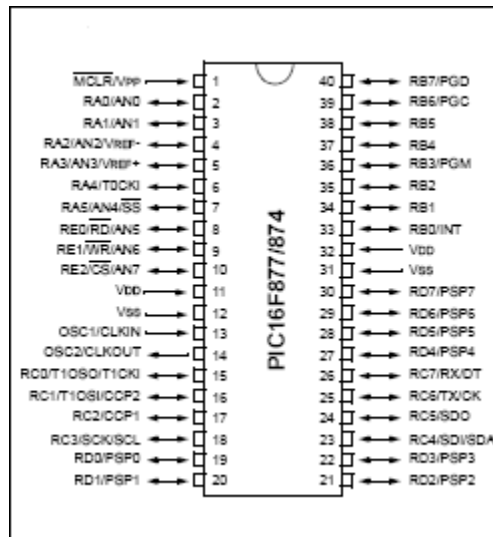 MCLR/VPP 1 40 RB7/PGD
RA0/AN0 2 39 RB6/PGC
RA1/AN1 3 38 RB5
RA2/AN2/VREF- 4 37 RB4
RA3/AN3/VREF+ 5 36 RB3/PGM
RA4/T0CKI 6 35 RB2
RA5/AN4/SS 7 34 RB1
RE0/RD/AN5 8 33 RB0/INT
RE1/WR/AN6 9 32 VDD
RE2/CS/AN7 10 31 VSS
VDD 11 30 RD7/PSP7
VSS 12 29 RD6/PSP6
OSC1/CLKIN 13 28 RD5/PSP5
OSC2/CLKOUT 14 27 RD4/PSP4
RC0/T1OSO/T1CKI 15 26 RC7/RX/DT
RC1/T1OSI/CCP2 16 25 RC6/TX/CK
RC2/CCP1 17 24 RC5/SDO
RC3/SCK/SCL 18 23 RC4/SDI/SDA
RD0/PSP0 19 22 RD3/PSP3
RD1/PSP1 20 21 RD2/PSP2
PIC16F877/874